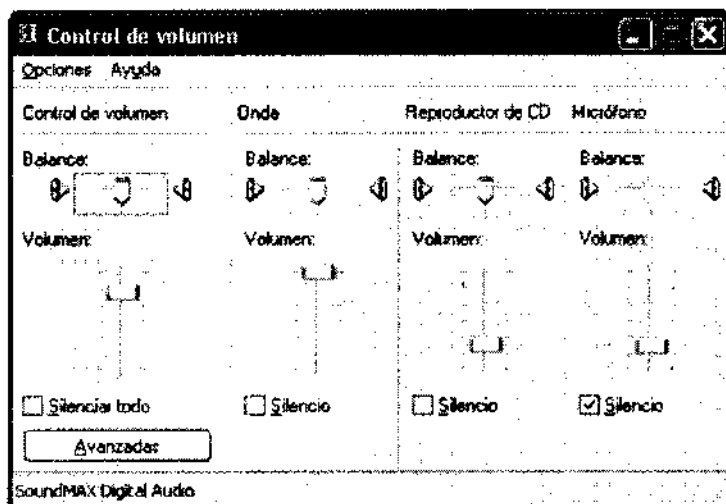 Control de volumen
Opciones Ayuda
Control de volumen Onda Reproductor de CD Micrófono
Balance: Balance: Balance: Balance:
Volumen: Volumen: Volumen: Volumen:
Silenciar todo Silencio Silencio Silencio
Avanzadas
SoundMAX Digital Audio